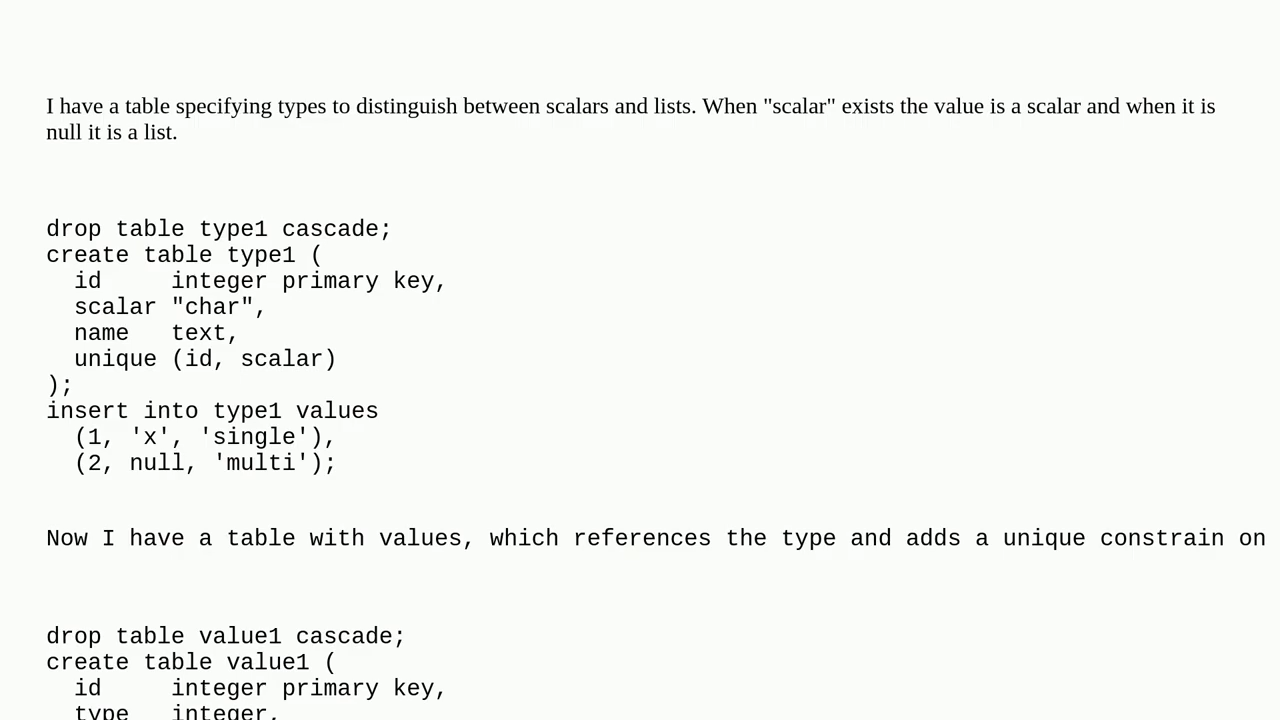 I have a table specifying types to distinguish between scalars and lists. When "scalar" exists the value is a scalar and when it is
null it is a list.
drop table type1 cascade;
create table type1 (
  id     integer primary key,
  scalar "char",
  name   text,
  unique (id, scalar)
);
insert into type1 values
  (1, 'x', 'single'),
  (2, null, 'multi');
Now I have a table with values, which references the type and adds a unique constrain on
drop table value1 cascade;
create table value1 (
  id     integer primary key,
  type   integer,